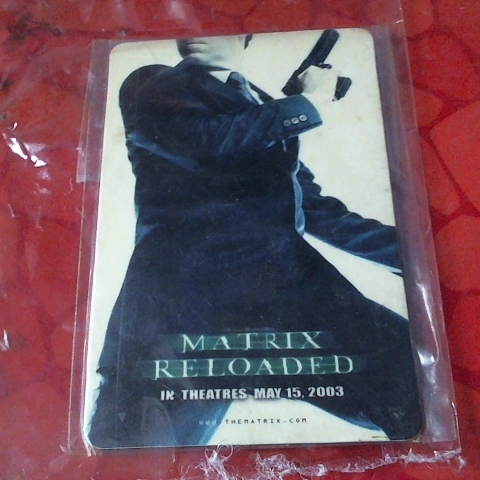 MATRIX
RELOADED
IN THEATRES MAY 15, 2003
www.THEMATRIX.COM